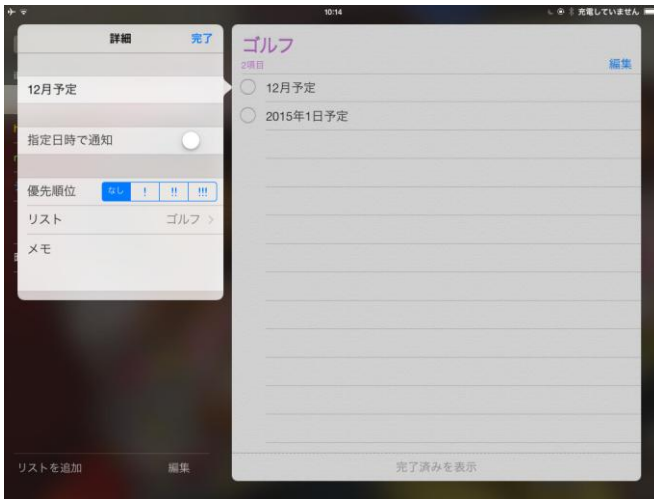 10:14
充電していません
詳細
完了
12月予定
指定日時で通知
優先順位
なし
!
!!
!!!
リスト
ゴルフ >
メモ
リストを追加
編集
ゴルフ
2項目
編集
12月予定
2015年1日予定
完了済みを表示